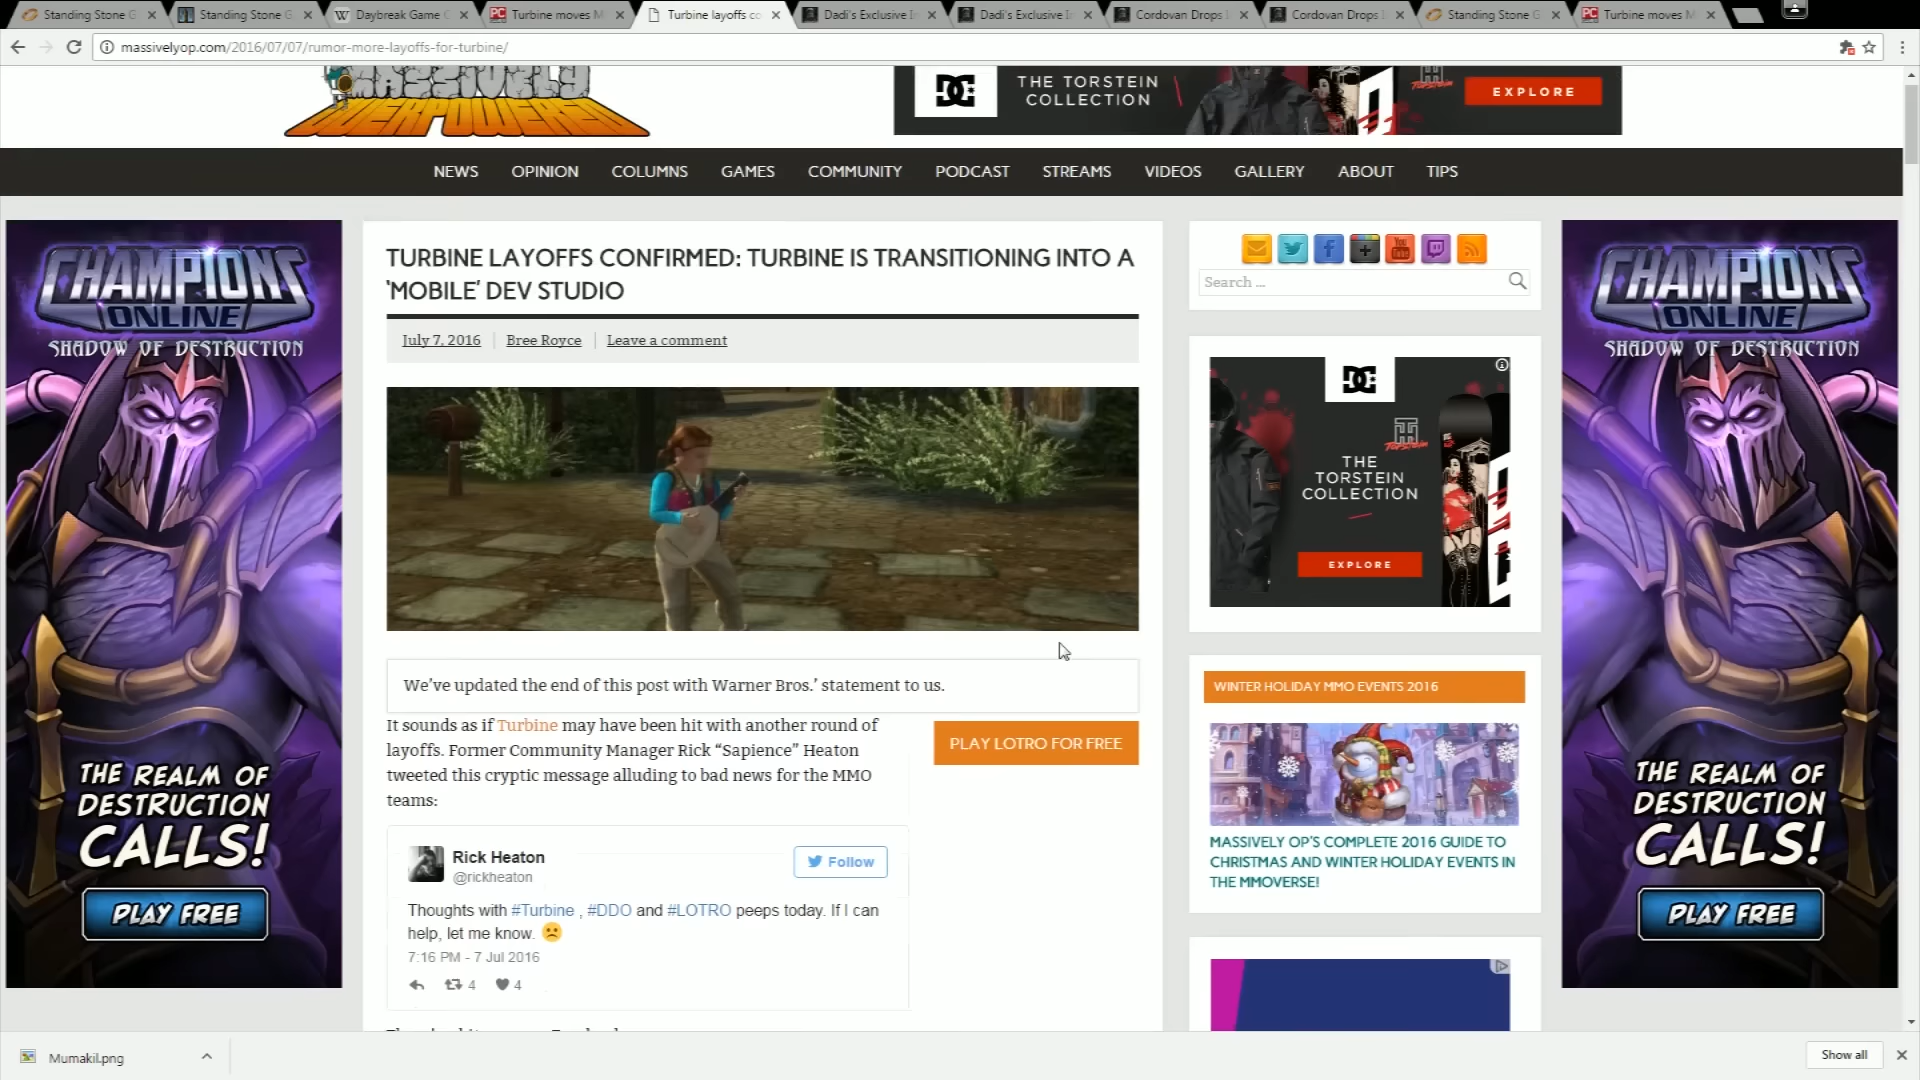 Standing Stone G
Standing Stone G
Daybreak Game C
Turbine moves M
Turbine layoffs co
Dadi's Exclusive I
Dadi's Exclusive I
Cordovan Drops
Cordovan Drops
Standing Stone G
Turbine moves M
massivelyop.com/2016/07/07/rumor-more-layoffs-for-turbine/
MASSIVELY
OVERPOWERED
DC
THE TORSTEIN
COLLECTION
EXPLORE
NEWS OPINION COLUMNS GAMES COMMUNITY PODCAST STREAMS VIDEOS GALLERY ABOUT TIPS
CHAMPIONS
ONLINE
SHADOW OF DESTRUCTION
THE REALM OF
DESTRUCTION
CALLS!
PLAY FREE
TURBINE LAYOFFS CONFIRMED: TURBINE IS TRANSITIONING INTO A
‘MOBILE’ DEV STUDIO
July 7, 2016 Bree Royce Leave a comment
We’ve updated the end of this post with Warner Bros.’ statement to us.
It sounds as if Turbine may have been hit with another round of
layoffs. Former Community Manager Rick “Sapience” Heaton
tweeted this cryptic message alluding to bad news for the MMO
teams:
PLAY LOTRO FOR FREE
Rick Heaton
@rickheaton
Follow
Thoughts with #Turbine , #DDO and #LOTRO peeps today. If I can
help, let me know.
7:16 PM - 7 Jul 2016
4 4
Search ...
DC
TORSTEIN
THE
TORSTEIN
COLLECTION
EXPLORE
WINTER HOLIDAY MMO EVENTS 2016
MASSIVELY OP’S COMPLETE 2016 GUIDE TO
CHRISTMAS AND WINTER HOLIDAY EVENTS IN
THE MMOVERSE!
CHAMPIONS
ONLINE
SHADOW OF DESTRUCTION
THE REALM OF
DESTRUCTION
CALLS!
PLAY FREE
Mumakil.png
Show all